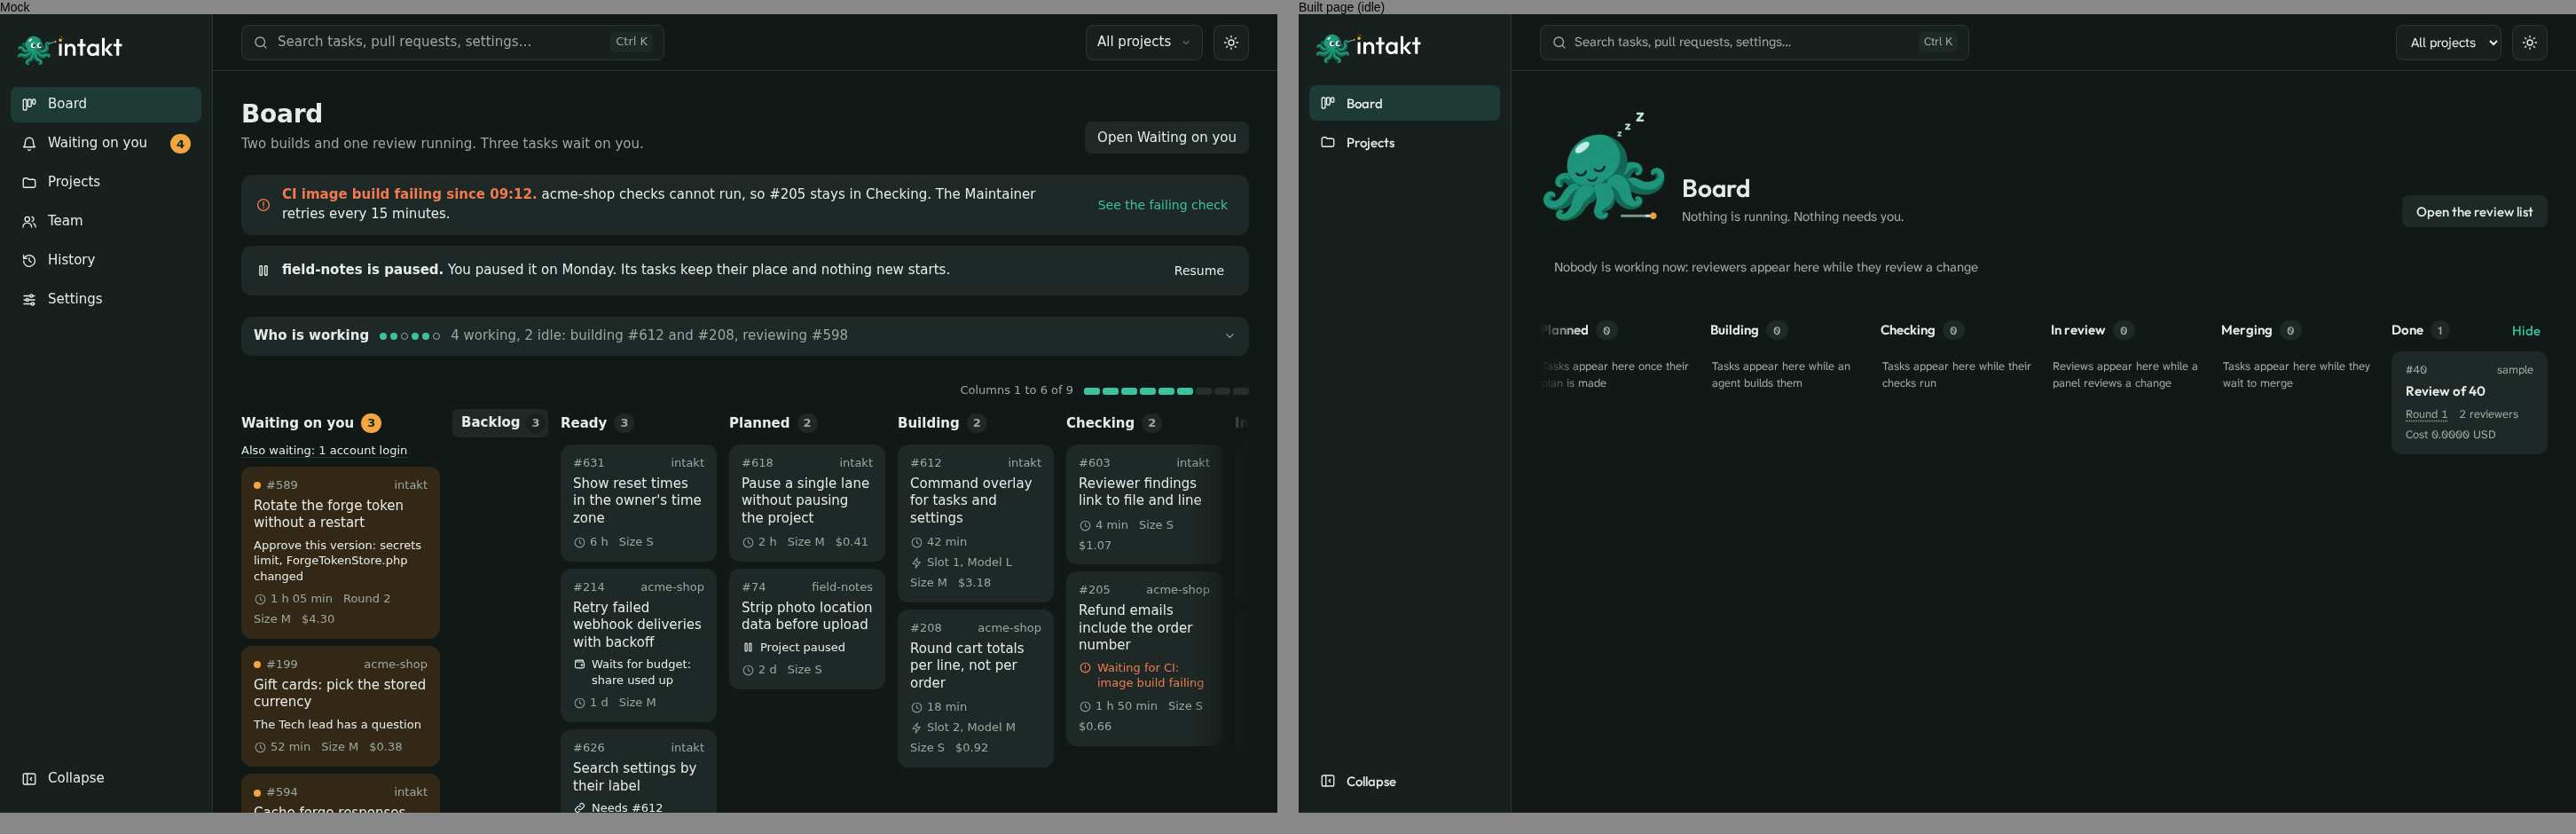 Mock
intakt
Search tasks, pull requests, settings...
Ctrl K
All projects
Board
Waiting on you 4
Projects
Team
History
Settings
Collapse
Board
Two builds and one review running. Three tasks wait on you.
Open Waiting on you
CI image build failing since 09:12. acme-shop checks cannot run, so #205 stays in Checking. The Maintainer
retries every 15 minutes.
See the failing check
field-notes is paused. You paused it on Monday. Its tasks keep their place and nothing new starts.
Resume
Who is working 4 working, 2 idle: building #612 and #208, reviewing #598
Columns 1 to 6 of 9
Waiting on you 3
Also waiting: 1 account login
#589 intakt
Rotate the forge token
without a restart
Approve this version: secrets
limit, ForgeTokenStore.php
changed
1 h 05 min Round 2
Size M $4.30
#199 acme-shop
Gift cards: pick the stored
currency
The Tech lead has a question
52 min Size M $0.38
#594 intakt
Cache forge responses
Backlog 3
Ready 3
#631 intakt
Show reset times
in the owner's time
zone
6 h Size S
#214 acme-shop
Retry failed
webhook deliveries
with backoff
Waits for budget:
share used up
1 d Size M
#626 intakt
Search settings by
their label
Needs #612
Planned 2
#618 intakt
Pause a single lane
without pausing
the project
2 h Size M $0.41
#74 field-notes
Strip photo location
data before upload
Project paused
2 d Size S
Building 2
#612 intakt
Command overlay
for tasks and
settings
42 min
Slot 1, Model L
Size M $3.18
#208 acme-shop
Round cart totals
per line, not per
order
18 min
Slot 2, Model M
Size S $0.92
Checking 2
#603 intakt
Reviewer findings
link to file and line
4 min Size S
$1.07
#205 acme-shop
Refund emails
include the order
number
Waiting for CI:
image build failing
1 h 50 min Size S
$0.66
In
Built page (idle)
intakt
Search tasks, pull requests, settings...
Ctrl K
All projects
Board
Projects
Collapse
z z z
Board
Nothing is running. Nothing needs you.
Open the review list
Nobody is working now: reviewers appear here while they review a change
Planned 0
Tasks appear here once their
plan is made
Building 0
Tasks appear here while an
agent builds them
Checking 0
Tasks appear here while their
checks run
In review 0
Reviews appear here while a
panel reviews a change
Merging 0
Tasks appear here while they
wait to merge
Done 1 Hide
#40 sample
Review of 40
Round 1 2 reviewers
Cost 0.0000 USD